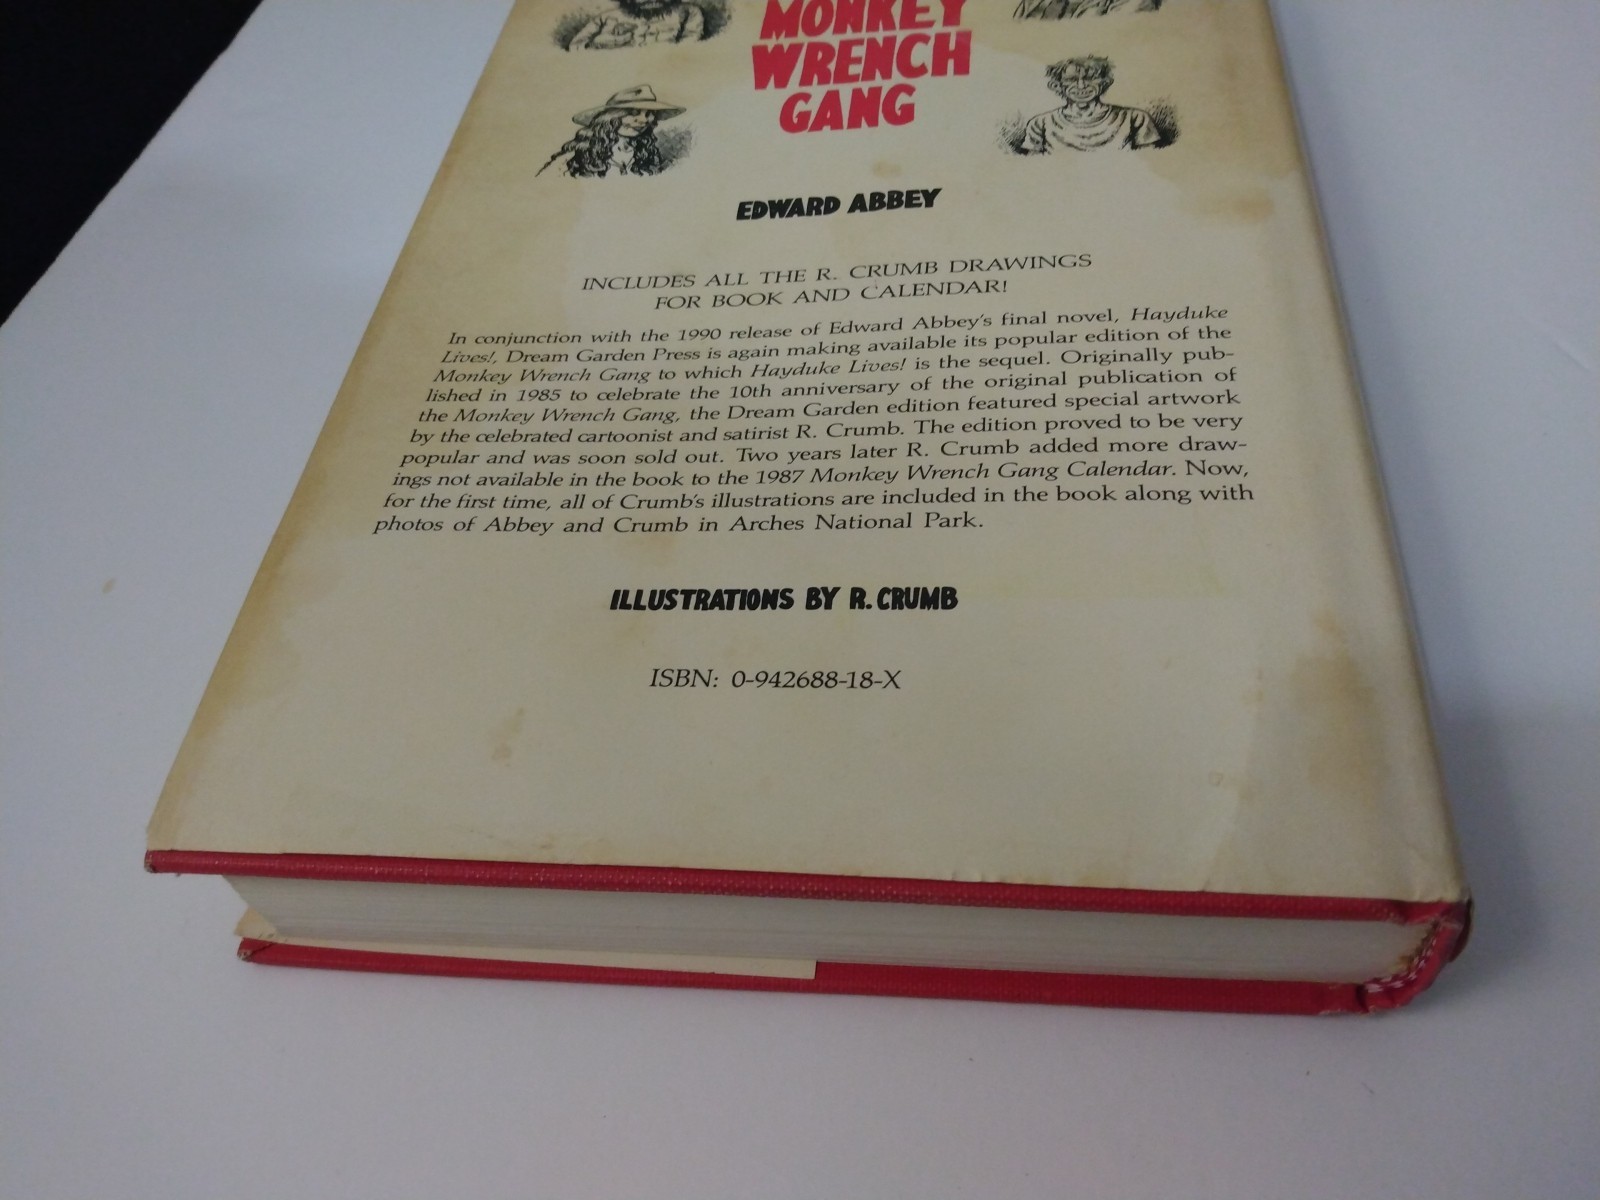 MONKEY
WRENCH
GANG
EDWARD ABBEY
INCLUDES ALL THE R. CRUMB DRAWINGS
FOR BOOK AND CALENDAR!
In conjunction with the 1990 release of Edward Abbey's final novel, Hayduke
Lives!, Dream Garden Press is again making available its popular edition of the
Monkey Wrench Gang to which Hayduke Lives! is the sequel. Originally pub-
lished in 1985 to celebrate the 10th anniversary of the original publication of
the Monkey Wrench Gang, the Dream Garden edition featured special artwork
by the celebrated cartoonist and satirist R. Crumb. The edition proved to be very
popular and was soon sold out. Two years later R. Crumb added more draw-
ings not available in the book to the 1987 Monkey Wrench Gang Calendar. Now,
for the first time, all of Crumb's illustrations are included in the book along with
photos of Abbey and Crumb in Arches National Park.
ILLUSTRATIONS BY R. CRUMB
ISBN: 0-942688-18-X